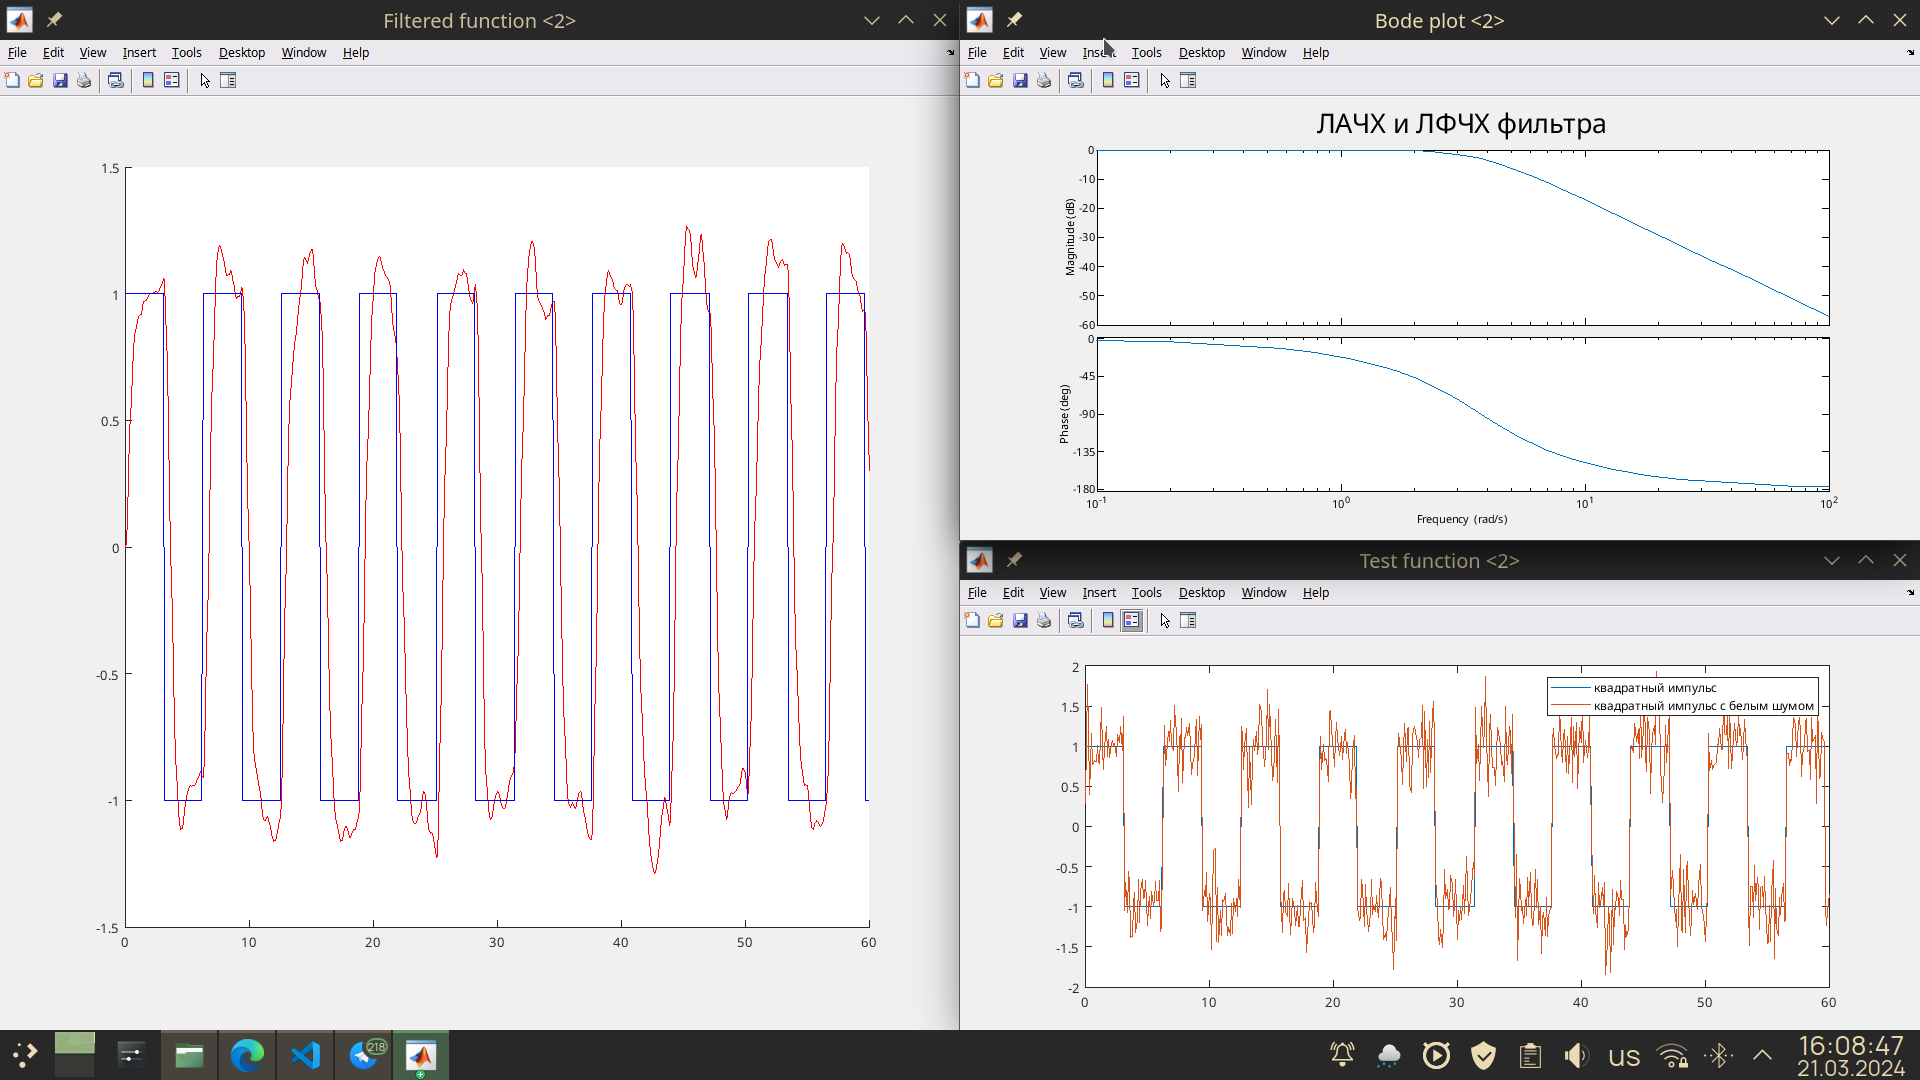 Filtered function <2>
File Edit View Insert Tools Desktop Window Help
1.5
1
0.5
0
-0.5
-1
-1.5
0 10 20 30 40 50 60
Bode plot <2>
File Edit View Insert Tools Desktop Window Help
ЛАЧХ и ЛФЧХ фильтра
Magnitude (dB)
0
-10
-20
-30
-40
-50
-60
Phase (deg)
0
-45
-90
-135
-180
10^-1 10^0 10^1 10^2
Frequency (rad/s)
Test function <2>
File Edit View Insert Tools Desktop Window Help
квадратный импульс
квадратный импульс с белым шумом
2
1.5
1
0.5
0
-0.5
-1
-1.5
-2
0 10 20 30 40 50 60
218
us
16:08:47
21.03.2024